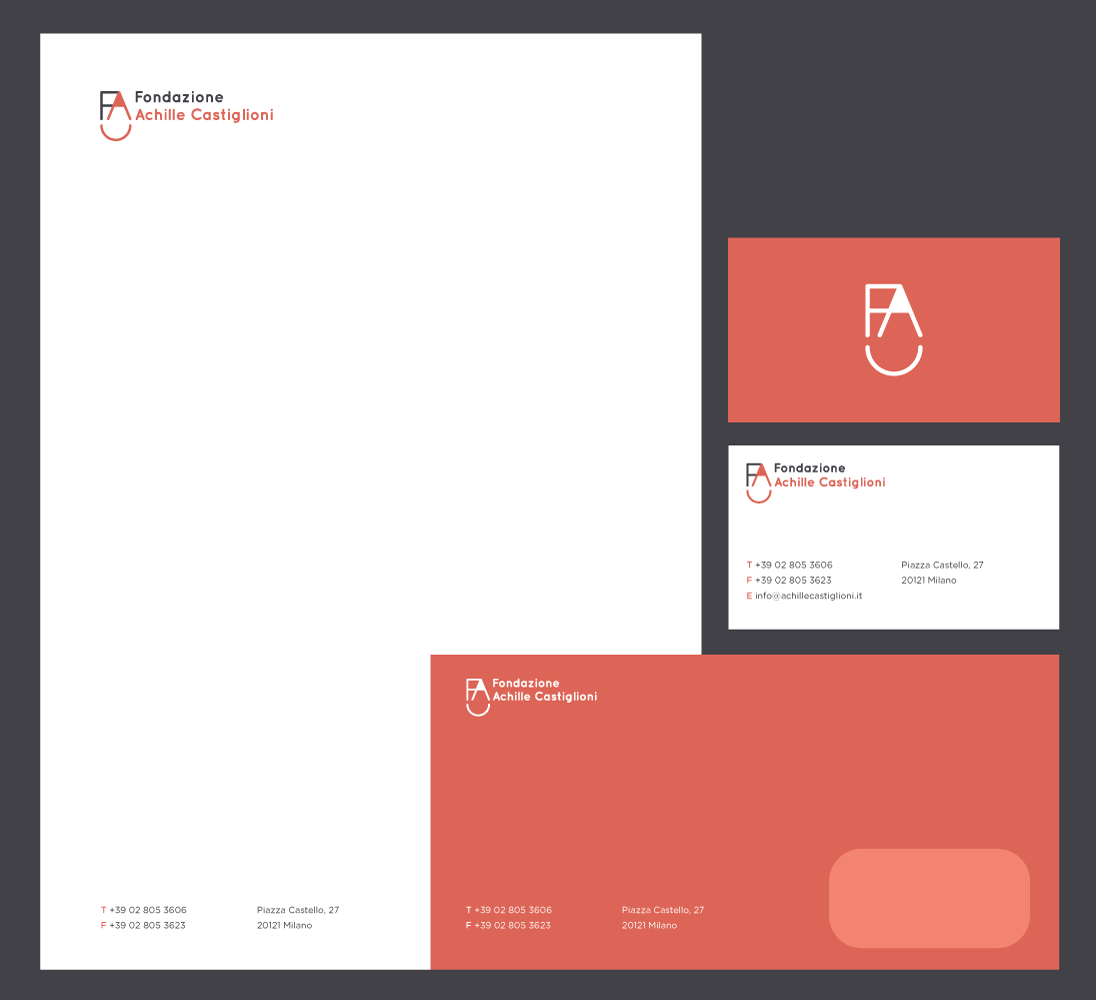 Fondazione
Achille Castiglioni
T +39 02 805 3606
F +39 02 805 3623
Piazza Castello, 27
20121 Milano
FA
Fondazione
Achille Castiglioni
T +39 02 805 3606
F +39 02 805 3623
E info@achillecastiglioni.it
Piazza Castello, 27
20121 Milano
Fondazione
Achille Castiglioni
T +39 02 805 3606
F +39 02 805 3623
Piazza Castello, 27
20121 Milano